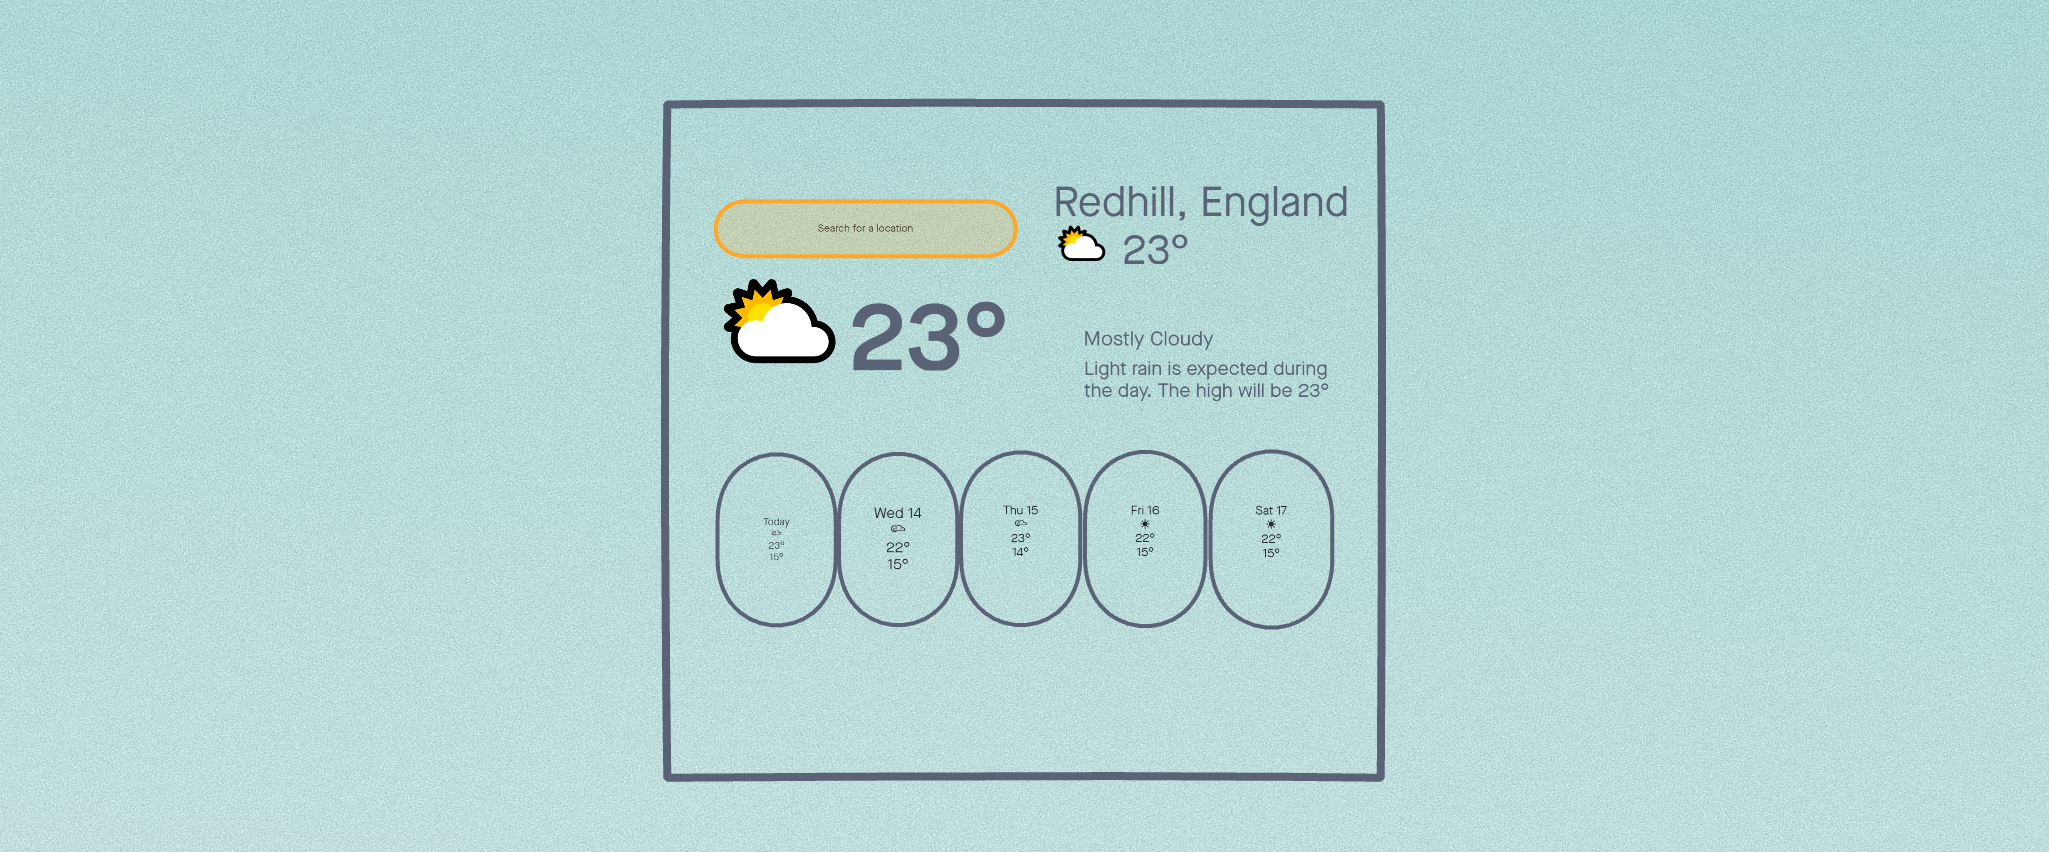 Search for a location
Redhill, England
23°
23°
Mostly Cloudy
Light rain is expected during
the day. The high will be 23°
Today
23°
15°
Wed 14
22°
15°
Thu 15
23°
14°
Fri 16
22°
15°
Sat 17
22°
15°